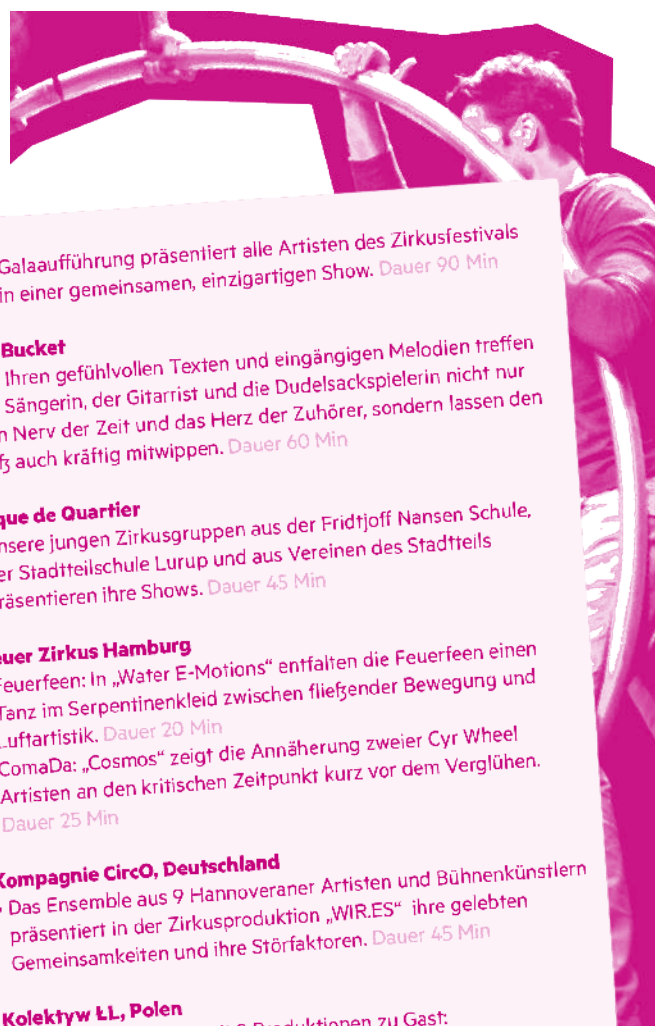 Galaaufführung präsentiert alle Artisten des Zirkusfestivals
in einer gemeinsamen, einzigartigen Show. Dauer 90 Min
Bucket
Ihren gefühlvollen Texten und eingängigen Melodien treffen
Sängerin, der Gitarrist und die Dudelsackspielerin nicht nur
n Nerv der Zeit und das Herz der Zuhörer, sondern lassen den
ß auch kräftig mitwippen. Dauer 60 Min
que de Quartier
nsere jungen Zirkusgruppen aus der Fridtjoff Nansen Schule,
er Stadtteilschule Lurup und aus Vereinen des Stadtteils
räsentieren ihre Shows. Dauer 45 Min
euer Zirkus Hamburg
Feuerfeen: In „Water E-Motions“ entfalten die Feuerfeen einen
Tanz im Serpentinenkleid zwischen fließender Bewegung und
Luftartistik. Dauer 20 Min
ComaDa: „Cosmos“ zeigt die Annäherung zweier Cyr Wheel
Artisten an den kritischen Zeitpunkt kurz vor dem Verglühen.
Dauer 25 Min
Kompagnie CircO, Deutschland
Das Ensemble aus 9 Hannoveraner Artisten und Bühnenkünstlern
präsentiert in der Zirkusproduktion „WIR.ES“ ihre gelebten
Gemeinsamkeiten und ihre Störfaktoren. Dauer 45 Min
Kolektyw ŁL, Polen
Produktionen zu Gast: